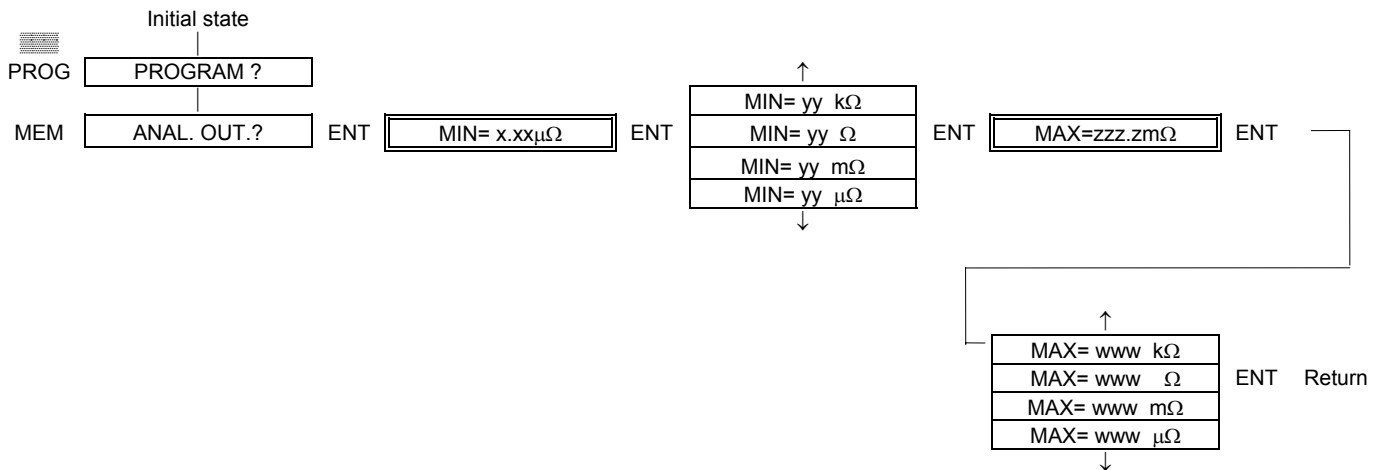 Initial state
PROG PROGRAM ?
MEM ANAL. OUT.? ENT MIN= x.xxμΩ ENT
↑
MIN= yy kΩ
MIN= yy Ω
MIN= yy mΩ
MIN= yy μΩ
↓
ENT MAX=zzz.zmΩ ENT
↑
MAX= www kΩ
MAX= www Ω
MAX= www mΩ
MAX= www μΩ
↓
ENT Return